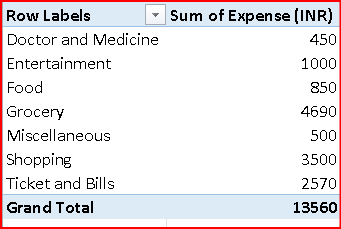 Row Labels Sum of Expense (INR)
Doctor and Medicine 450
Entertainment 1000
Food 850
Grocery 4690
Miscellaneous 500
Shopping 3500
Ticket and Bills 2570
Grand Total 13560